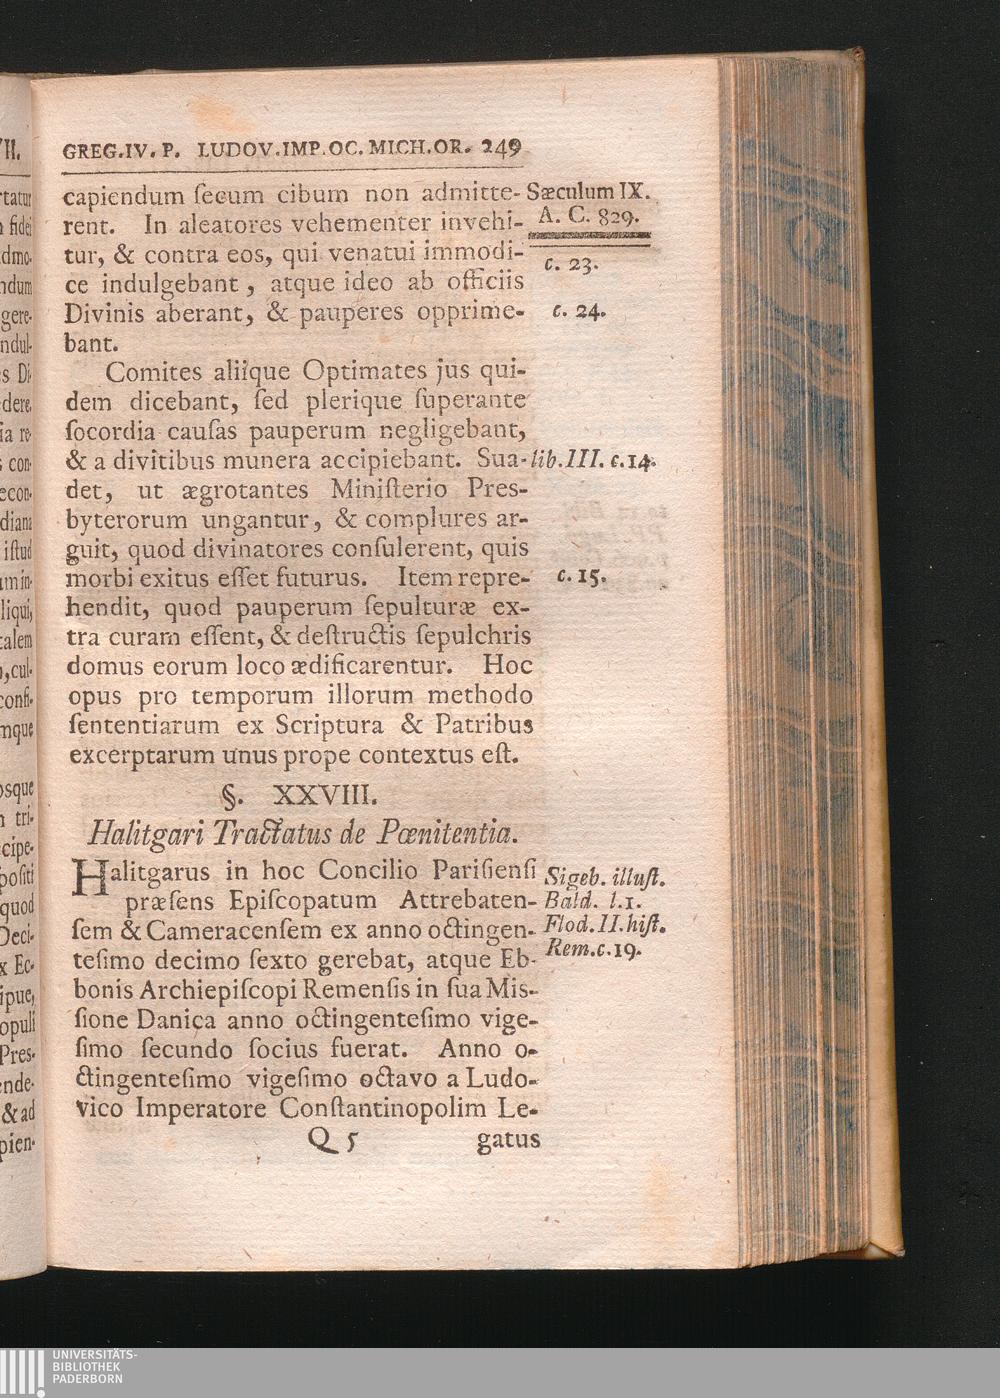 GREG.IV. P. LUDOV.IMP.OC. MICH.OR. 249
capiendum ſecum cibum non admitte-
rent. In aleatores vehementer invehi-
tur, & contra eos, qui venatui immodi-
ce indulgebant, atque ideo ab officiis
Divinis aberant, & pauperes opprime-
bant.
Sæculum IX.
A. C. 829.
c. 23.
c. 24.
Comites aliique Optimates jus qui-
dem dicebant, ſed plerique ſuperante
ſocordia cauſas pauperum negligebant,
& a divitibus munera accipiebant. Sua-
det, ut ægrotantes Miniſterio Pres-
byterorum ungantur, & complures ar-
guit, quod divinatores conſulerent, quis
morbi exitus eſſet futurus. Item repre-
hendit, quod pauperum ſepulturæ ex-
tra curam eſſent, & deſtructis ſepulchris
domus eorum loco ædificarentur. Hoc
opus pro temporum illorum methodo
ſententiarum ex Scriptura & Patribus
excerptarum unus prope contextus eſt.
lib. III. c. 14.
c. 15.
§. XXVIII.
Halitgari Tractatus de Pœnitentia.
Halitgarus in hoc Concilio Pariſienſi
præſens Epiſcopatum Attrebaten-
ſem & Cameracenſem ex anno octingen-
teſimo decimo ſexto gerebat, atque Eb-
bonis Archiepiſcopi Remenſis in ſua Miſ-
ſione Danica anno octingenteſimo vige-
ſimo ſecundo ſocius fuerat. Anno o-
ctingenteſimo vigeſimo octavo a Ludo-
vico Imperatore Conſtantinopolim Le-
Sigeb. illuſt.
Bald. l. 1.
Flod. II. hiſt.
Rem. c. 19.
Q 5
gatus
UNIVERSITÄTS-
BIBLIOTHEK
PADERBORN